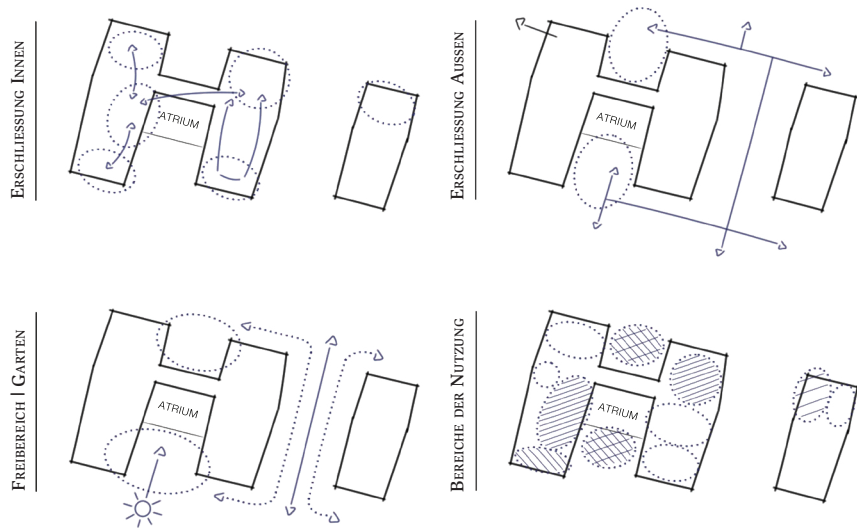 ERSCHLIESSUNG INNEN
ATRIUM
ERSCHLIESSUNG AUSSEN
ATRIUM
FREIBEREICH | GARTEN
ATRIUM
BEREICHE DER NUTZUNG
ATRIUM